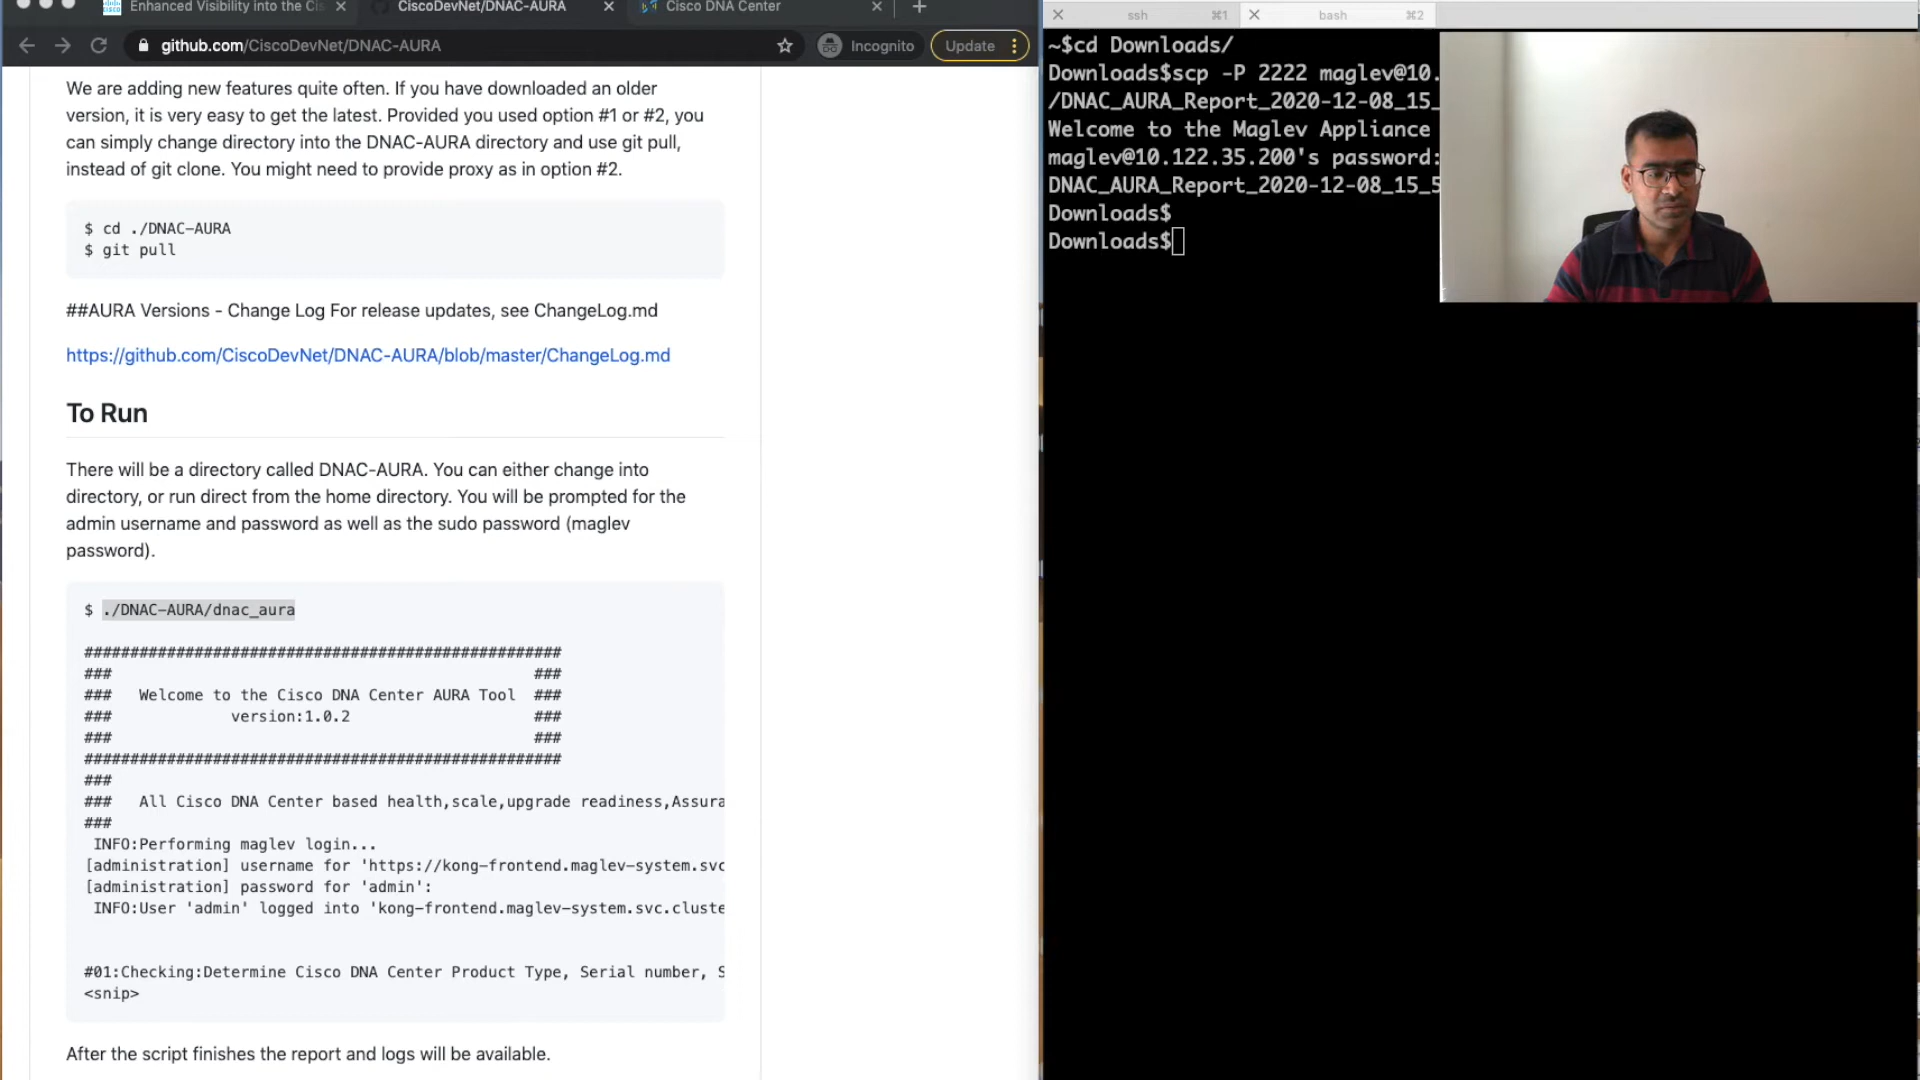 Enhanced Visibility into the Cis
CiscoDevNet/DNAC-AURA
Cisco DNA Center
github.com/CiscoDevNet/DNAC-AURA
Incognito
Update
We are adding new features quite often. If you have downloaded an older
version, it is very easy to get the latest. Provided you used option #1 or #2, you
can simply change directory into the DNAC-AURA directory and use git pull,
instead of git clone. You might need to provide proxy as in option #2.
$ cd ./DNAC-AURA
$ git pull
##AURA Versions - Change Log For release updates, see ChangeLog.md
https://github.com/CiscoDevNet/DNAC-AURA/blob/master/ChangeLog.md
To Run
There will be a directory called DNAC-AURA. You can either change into
directory, or run direct from the home directory. You will be prompted for the
admin username and password as well as the sudo password (maglev
password).
$ ./DNAC-AURA/dnac_aura
####################################################
### ###
### Welcome to the Cisco DNA Center AURA Tool ###
### version:1.0.2 ###
### ###
####################################################
###
### All Cisco DNA Center based health,scale,upgrade readiness,Assura
###
INFO:Performing maglev login...
[administration] username for 'https://kong-frontend.maglev-system.svc
[administration] password for 'admin':
INFO:User 'admin' logged into 'kong-frontend.maglev-system.svc.cluste
#01:Checking:Determine Cisco DNA Center Product Type, Serial number, S
<snip>
After the script finishes the report and logs will be available.
ssh ⌘1
bash ⌘2
~$cd Downloads/
Downloads$scp -P 2222 maglev@10.
/DNAC_AURA_Report_2020-12-08_15_
Welcome to the Maglev Appliance
maglev@10.122.35.200's password:
DNAC_AURA_Report_2020-12-08_15_5
Downloads$
Downloads$